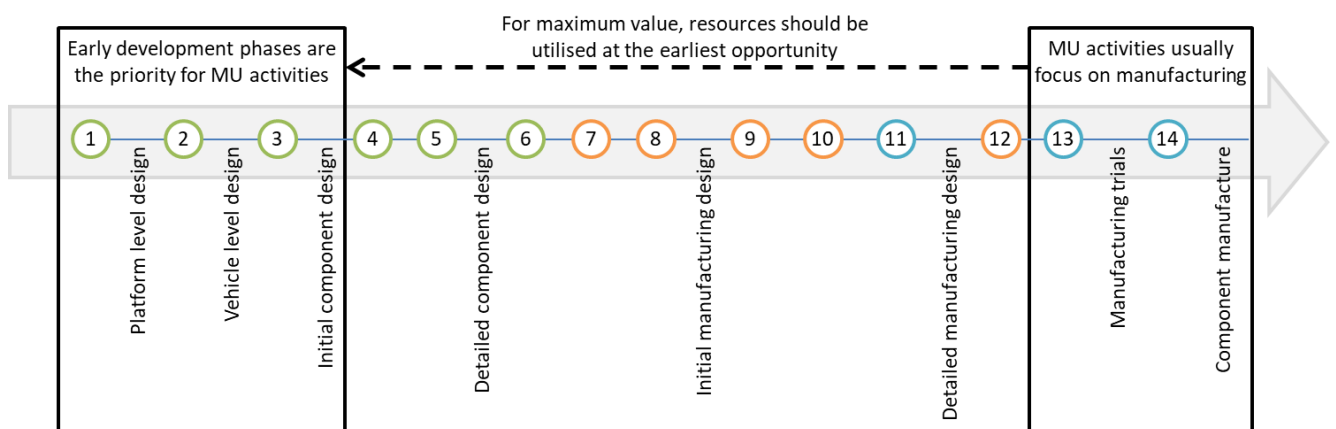 Early development phases are
the priority for MU activities
For maximum value, resources should be
utilised at the earliest opportunity
MU activities usually
focus on manufacturing
1
2
3
4
5
6
7
8
9
10
11
12
13
14
Platform level design
Vehicle level design
Initial component design
Detailed component design
Initial manufacturing design
Detailed manufacturing design
Manufacturing trials
Component manufacture